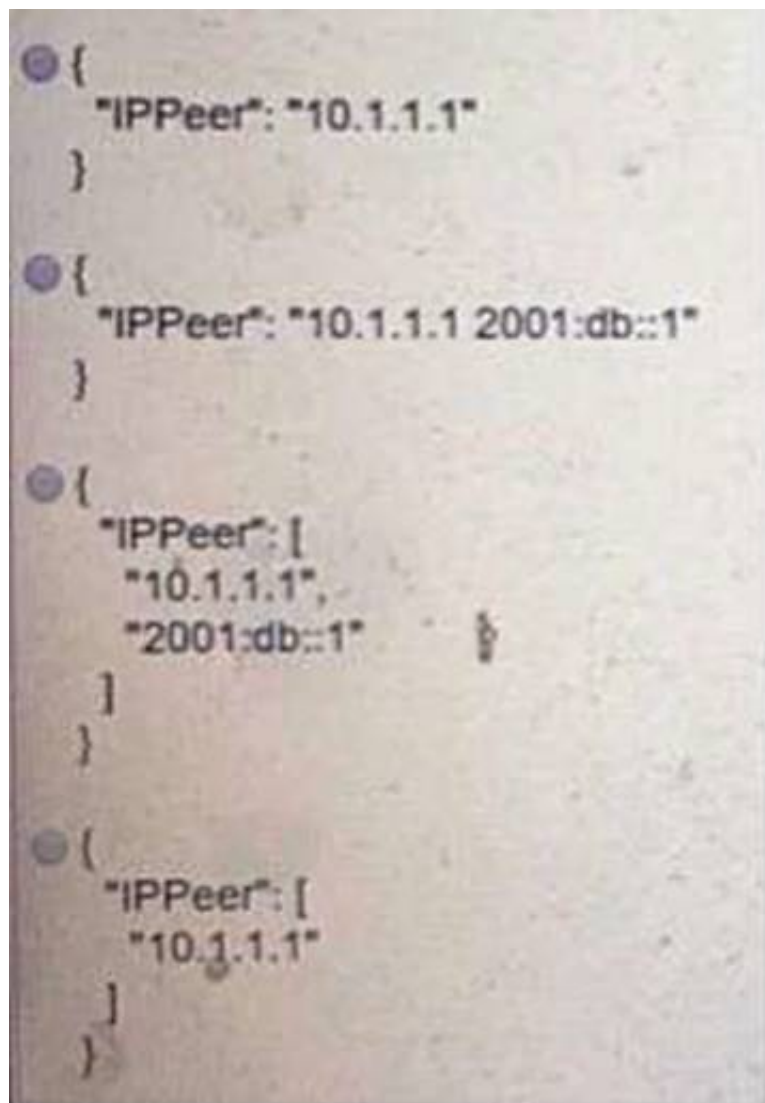 {
"IPPeer": "10.1.1.1"
}
{
"IPPeer": "10.1.1.1 2001:db::1"
}
{
"IPPeer": [
"10.1.1.1",
"2001:db::1"
]
}
{
"IPPeer": [
"10.1.1.1"
]
}